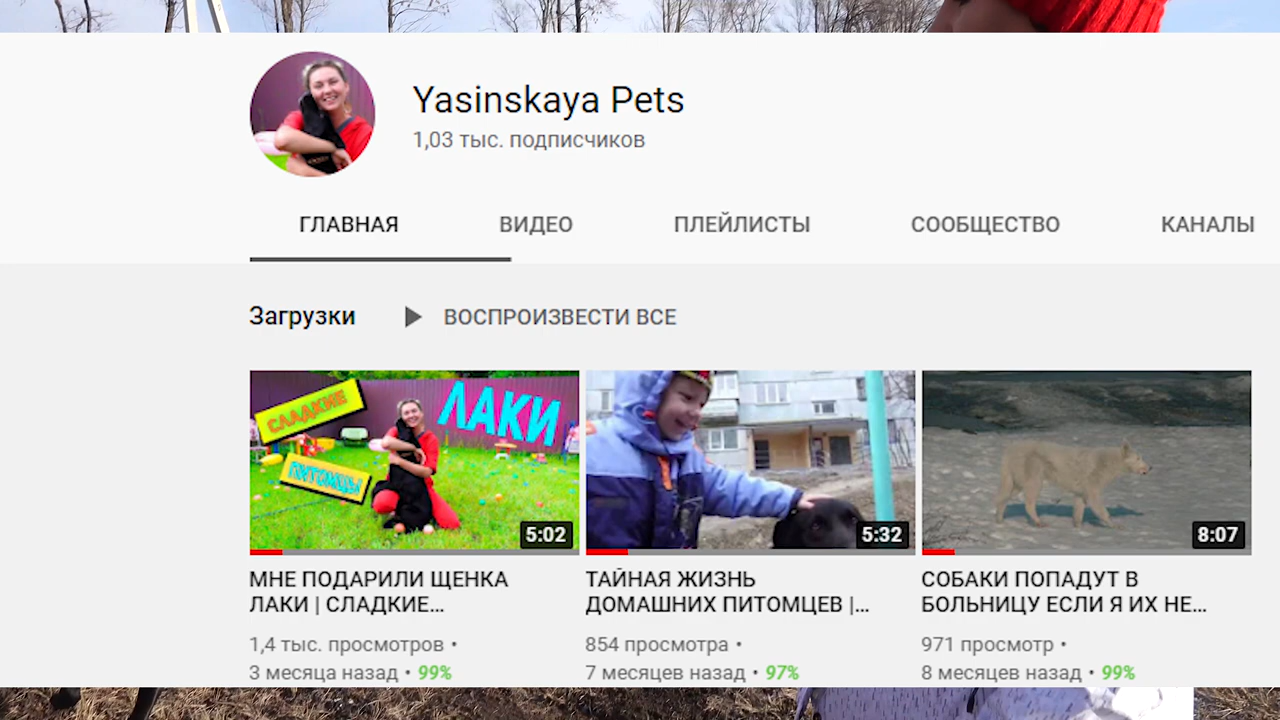 Yasinskaya Pets
1,03 тыс. подписчиков
ГЛАВНАЯ ВИДЕО ПЛЕЙЛИСТЫ СООБЩЕСТВО КАНАЛЫ
Загрузки ВОСПРОИЗВЕСТИ ВСЕ
СЛАДКИЕ
ЛАКИ
ПИТОМЦЫ
5:02
5:32
8:07
МНЕ ПОДАРИЛИ ЩЕНКА
ЛАКИ | СЛАДКИЕ...
1,4 тыс. просмотров •
3 месяца назад • 99%
ТАЙНАЯ ЖИЗНЬ
ДОМАШНИХ ПИТОМЦЕВ |...
854 просмотра •
7 месяцев назад • 97%
СОБАКИ ПОПАДУТ В
БОЛЬНИЦУ ЕСЛИ Я ИХ НЕ...
971 просмотр •
8 месяцев назад • 99%